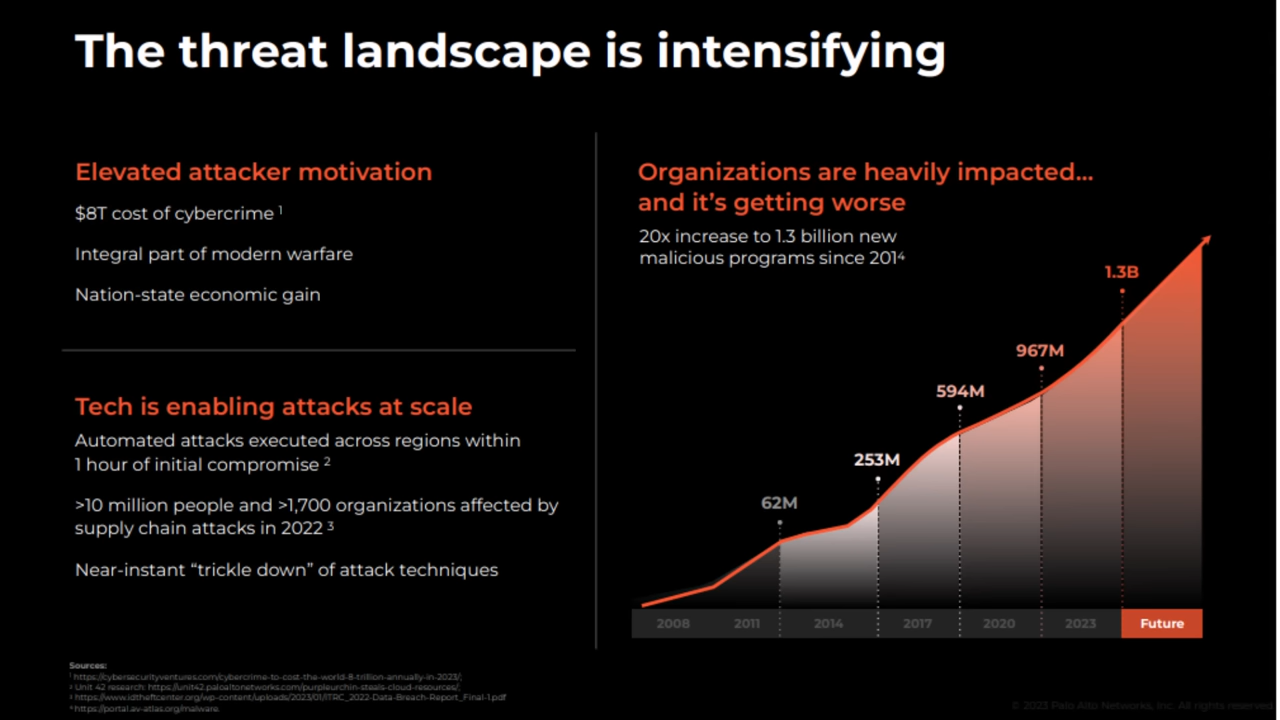 The threat landscape is intensifying
Elevated attacker motivation
$8T cost of cybercrime ¹
Integral part of modern warfare
Nation-state economic gain
Tech is enabling attacks at scale
Automated attacks executed across regions within
1 hour of initial compromise ²
>10 million people and >1,700 organizations affected by
supply chain attacks in 2022 ³
Near-instant “trickle down” of attack techniques
Organizations are heavily impacted...
and it’s getting worse
20x increase to 1.3 billion new
malicious programs since 201⁴
1.3B
967M
594M
253M
62M
2008 2011 2014 2017 2020 2023 Future
Sources:
¹ https://cybersecurityventures.com/cybercrime-to-cost-the-world-8-trillion-annually-in-2023/;
² Unit 42 research: https://unit42.paloaltonetworks.com/purpleurchin-steals-cloud-resources/;
³ https://www.idtheftcenter.org/wp-content/uploads/2023/01/ITRC_2022-Data-Breach-Report_Final-1.pdf
⁴ https://portal.av-atlas.org/malware.
© 2023 Palo Alto Networks, Inc. All rights reserved.